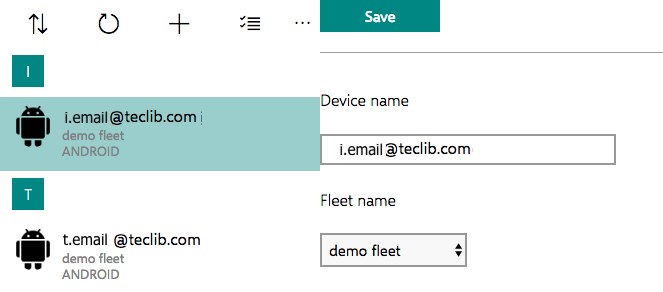 Save
I
i.email@teclib.com
demo fleet
ANDROID
T
t.email @teclib.com
demo fleet
ANDROID
Device name
i.email@teclib.com
Fleet name
demo fleet